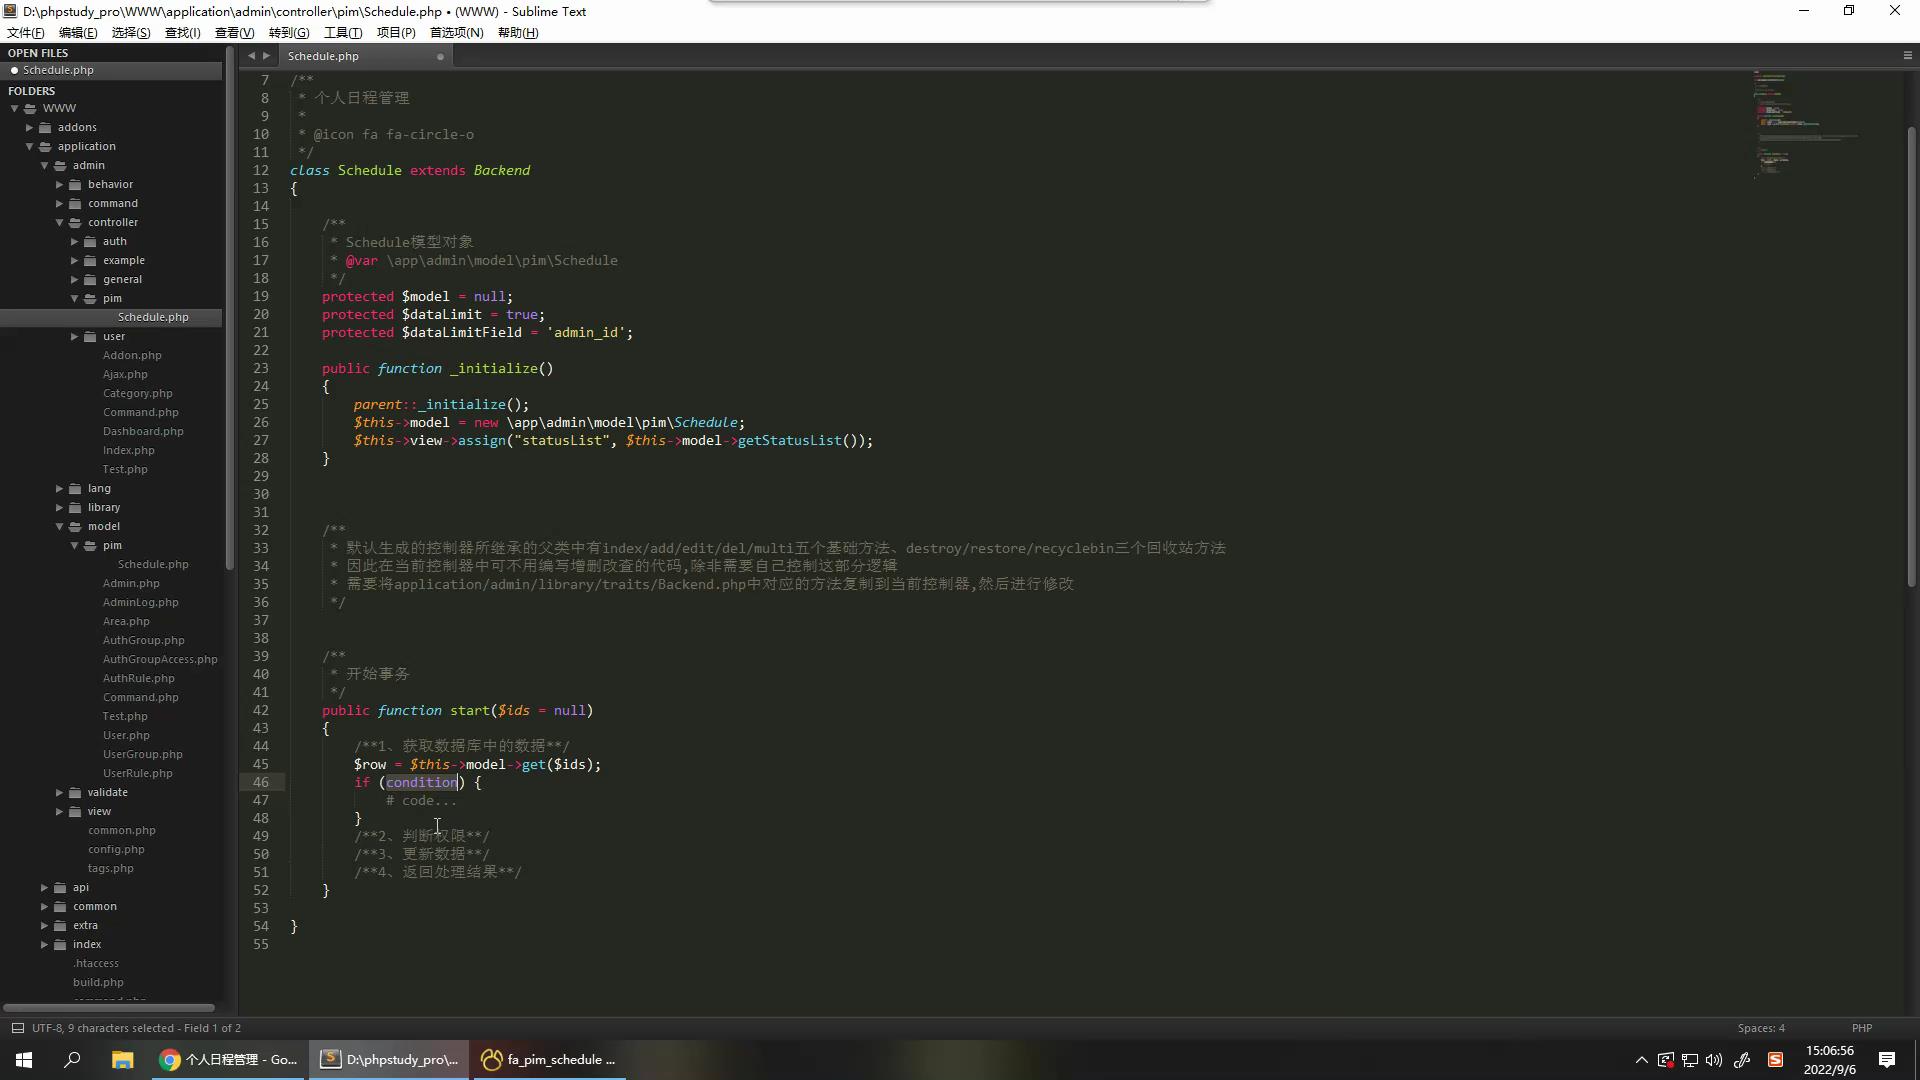 D:\phpstudy_pro\WWW\application\admin\controller\pim\Schedule.php • (WWW) - Sublime Text
文件(F) 编辑(E) 选择(S) 查找(I) 查看(V) 转到(G) 工具(T) 项目(P) 首选项(N) 帮助(H)
OPEN FILES
Schedule.php
FOLDERS
WWW
addons
application
admin
behavior
command
controller
auth
example
general
pim
Schedule.php
user
Addon.php
Ajax.php
Category.php
Command.php
Dashboard.php
Index.php
Test.php
lang
library
model
pim
Schedule.php
Admin.php
AdminLog.php
Area.php
AuthGroup.php
AuthGroupAccess.php
AuthRule.php
Command.php
Test.php
User.php
UserGroup.php
UserRule.php
validate
view
common.php
config.php
tags.php
api
common
extra
index
.htaccess
build.php
command.php
Schedule.php
7 /**
8 * 个人日程管理
9 *
10 * @icon fa fa-circle-o
11 */
12 class Schedule extends Backend
13 {
14
15 /**
16 * Schedule模型对象
17 * @var \app\admin\model\pim\Schedule
18 */
19 protected $model = null;
20 protected $dataLimit = true;
21 protected $dataLimitField = 'admin_id';
22
23 public function _initialize()
24 {
25 parent::_initialize();
26 $this->model = new \app\admin\model\pim\Schedule;
27 $this->view->assign("statusList", $this->model->getStatusList());
28 }
29
30
31
32 /**
33 * 默认生成的控制器所继承的父类中有index/add/edit/del/multi五个基础方法、destroy/restore/recyclebin三个回收站方法
34 * 因此在当前控制器中可不用编写增删改查的代码,除非需要自己控制这部分逻辑
35 * 需要将application/admin/library/traits/Backend.php中对应的方法复制到当前控制器,然后进行修改
36 */
37
38
39 /**
40 * 开始事务
41 */
42 public function start($ids = null)
43 {
44 /**1、获取数据库中的数据**/
45 $row = $this->model->get($ids);
46 if (condition) {
47 # code...
48 }
49 /**2、判断权限**/
50 /**3、更新数据**/
51 /**4、返回处理结果**/
52 }
53
54 }
55
UTF-8, 9 characters selected - Field 1 of 2
Spaces: 4
PHP
个人日程管理 - Go...
D:\phpstudy_pro\...
fa_pim_schedule ...
15:06:56
2022/9/6